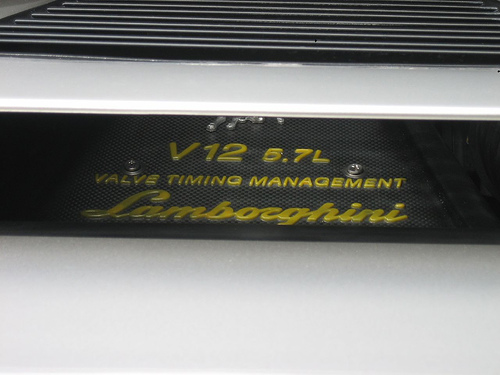 V12 5.7L
VALVE TIMING MANAGEMENT
Lamborghini